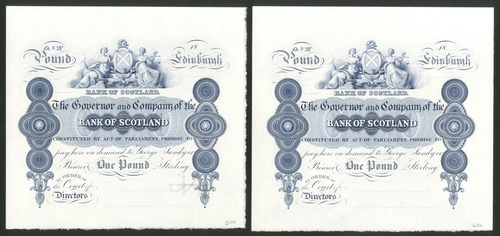 ONE
Pound
18
Edinburgh
BANK OF SCOTLAND.
The Governor and Company of the
BANK OF SCOTLAND
CONSTITUTED BY ACT OF PARLIAMENT, PROMISE TO
pay here on demand to George Sandy or
Bearer One Pound Sterling
BY ORDER of
the Court of
Directors
ONE
Pound
18
Edinburgh
BANK OF SCOTLAND.
The Governor and Company of the
BANK OF SCOTLAND
CONSTITUTED BY ACT OF PARLIAMENT, PROMISE TO
pay here on demand to George Sandy or
Bearer One Pound Sterling
BY ORDER of
the Court of
Directors